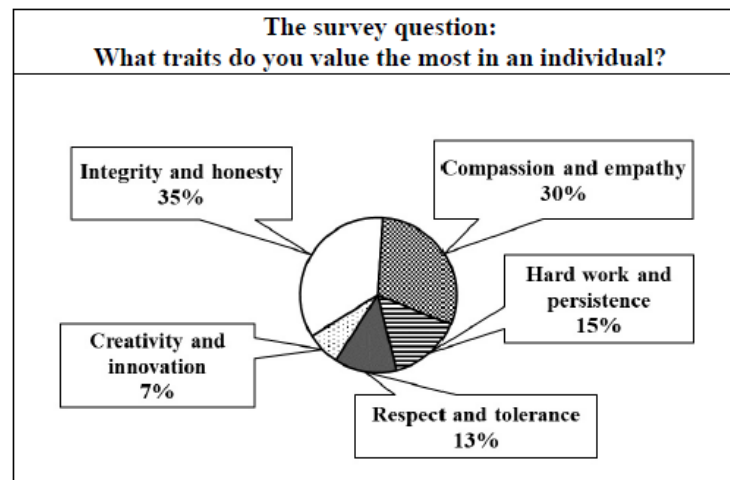 The survey question:
What traits do you value the most in an individual?
Integrity and honesty
35%
Compassion and empathy
30%
Hard work and
persistence
15%
Creativity and
innovation
7%
Respect and tolerance
13%